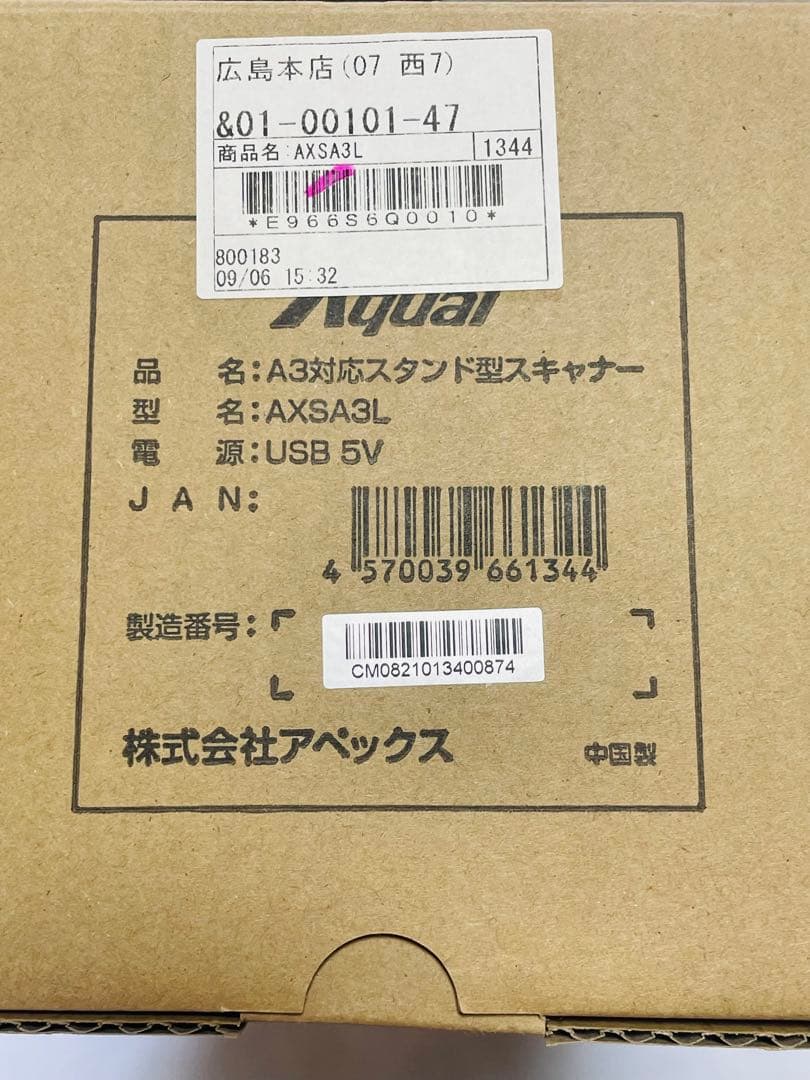 広島本店(07 西7)
&01-00101-47
商品名:AXSA3L 1344
*E966S6Q0010*
800183
09/06 15:32
品 名:A3対応スタンド型スキャナー
型 名:AXSA3L
電 源:USB 5V
JAN:
4 570039 661344
製造番号:
CM0821013400874
株式会社アペックス 中国製